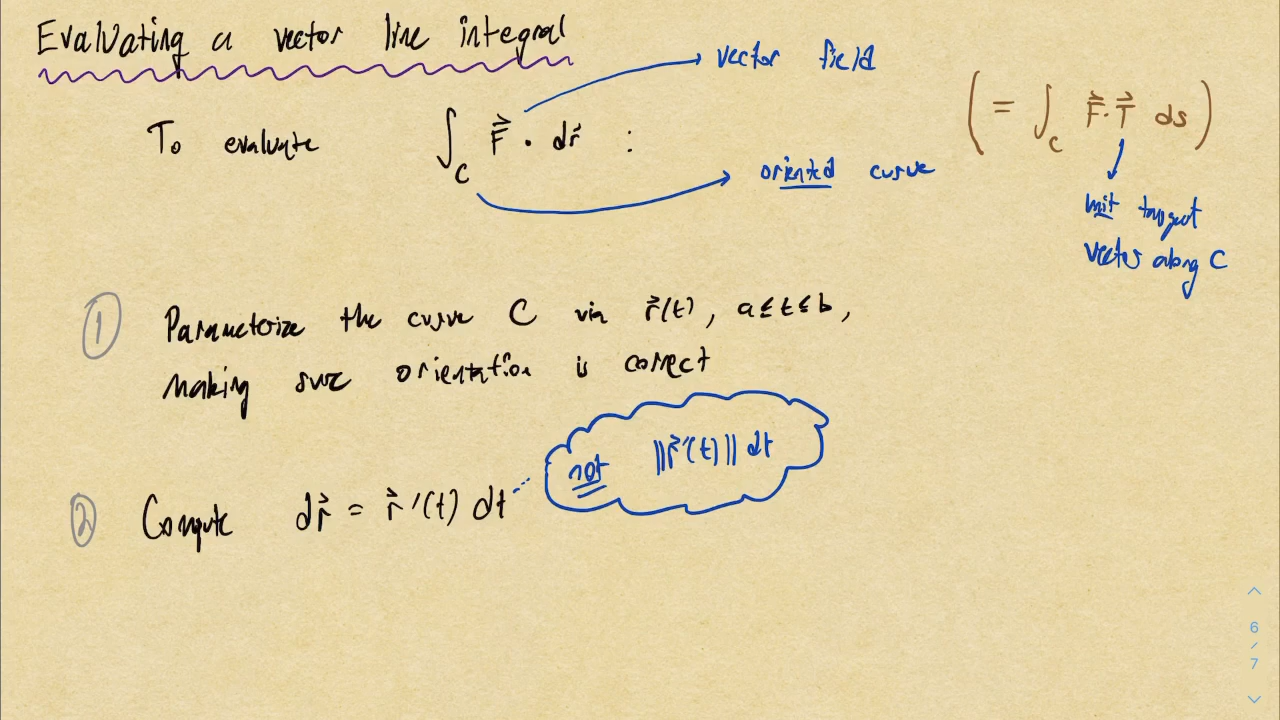 Evaluating a vector line integral
To evaluate ∫_C F⃗ · dr⃗ :
vector field
oriented curve
( = ∫_C F⃗ · T⃗ ds )
unit tangent
vector along C
① Parameterize the curve C via r⃗(t), a ≤ t ≤ b,
making sure orientation is correct
② Compute dr⃗ = r⃗'(t) dt
not ||r⃗'(t)|| dt
6
/
7